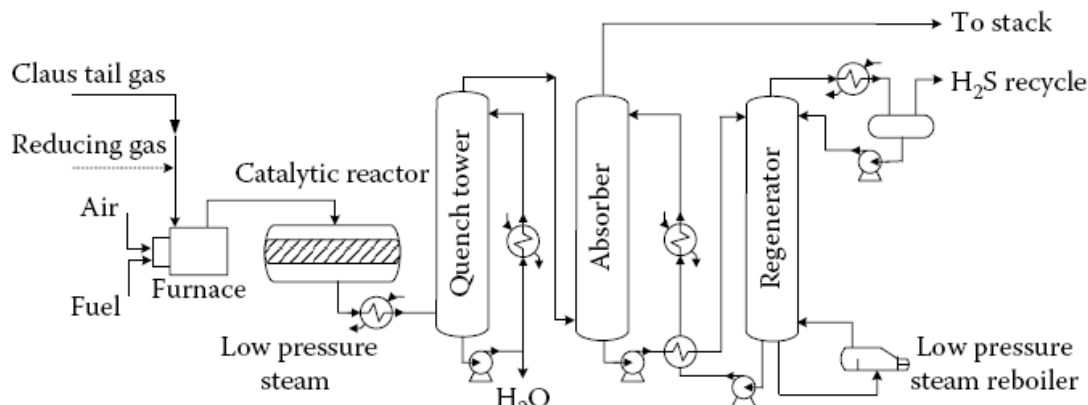 To stack
Claus tail gas
H₂S recycle
Reducing gas
Catalytic reactor
Air
Quench tower
Absorber
Regenerator
Fuel
Furnace
Low pressure
steam
Low pressure
steam reboiler
H₂O